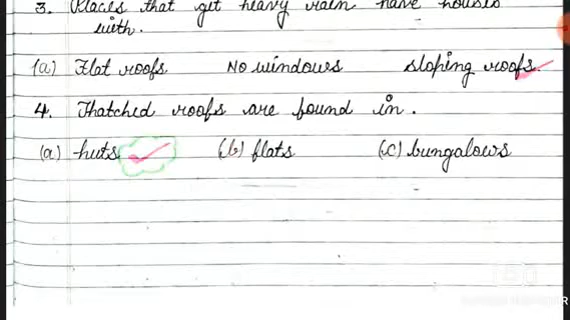 3. Places that get heavy rain have houses
with.
(a) Flat roofs No windows sloping roofs.
4. Thatched roofs are found in.
(a) huts (b) flats (c) bungalows